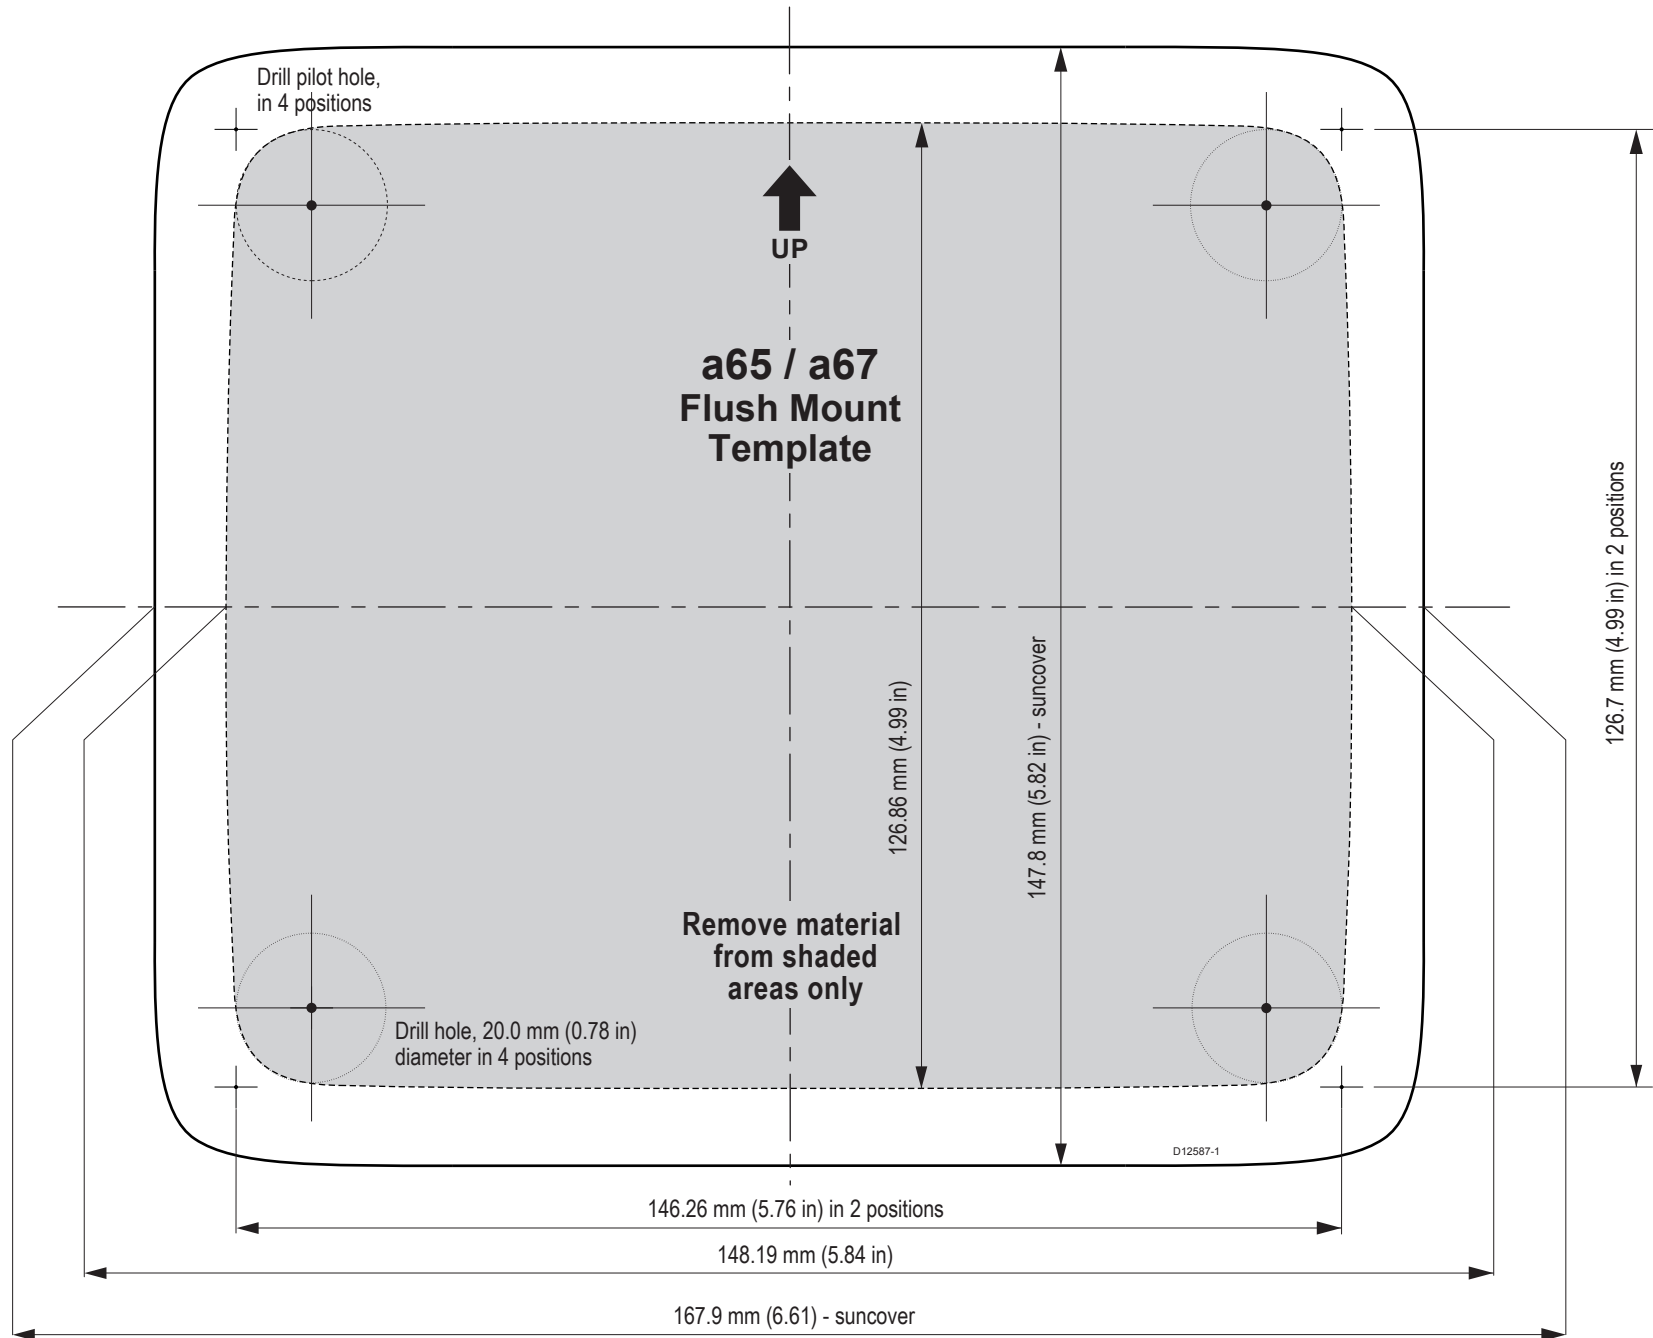 Drill pilot hole,
in 4 positions
UP
a65 / a67
Flush Mount
Template
126.86 mm (4.99 in)
147.8 mm (5.82 in) - suncover
126.7 mm (4.99 in) in 2 positions
Remove material
from shaded
areas only
Drill hole, 20.0 mm (0.78 in)
diameter in 4 positions
D12587-1
146.26 mm (5.76 in) in 2 positions
148.19 mm (5.84 in)
167.9 mm (6.61) - suncover